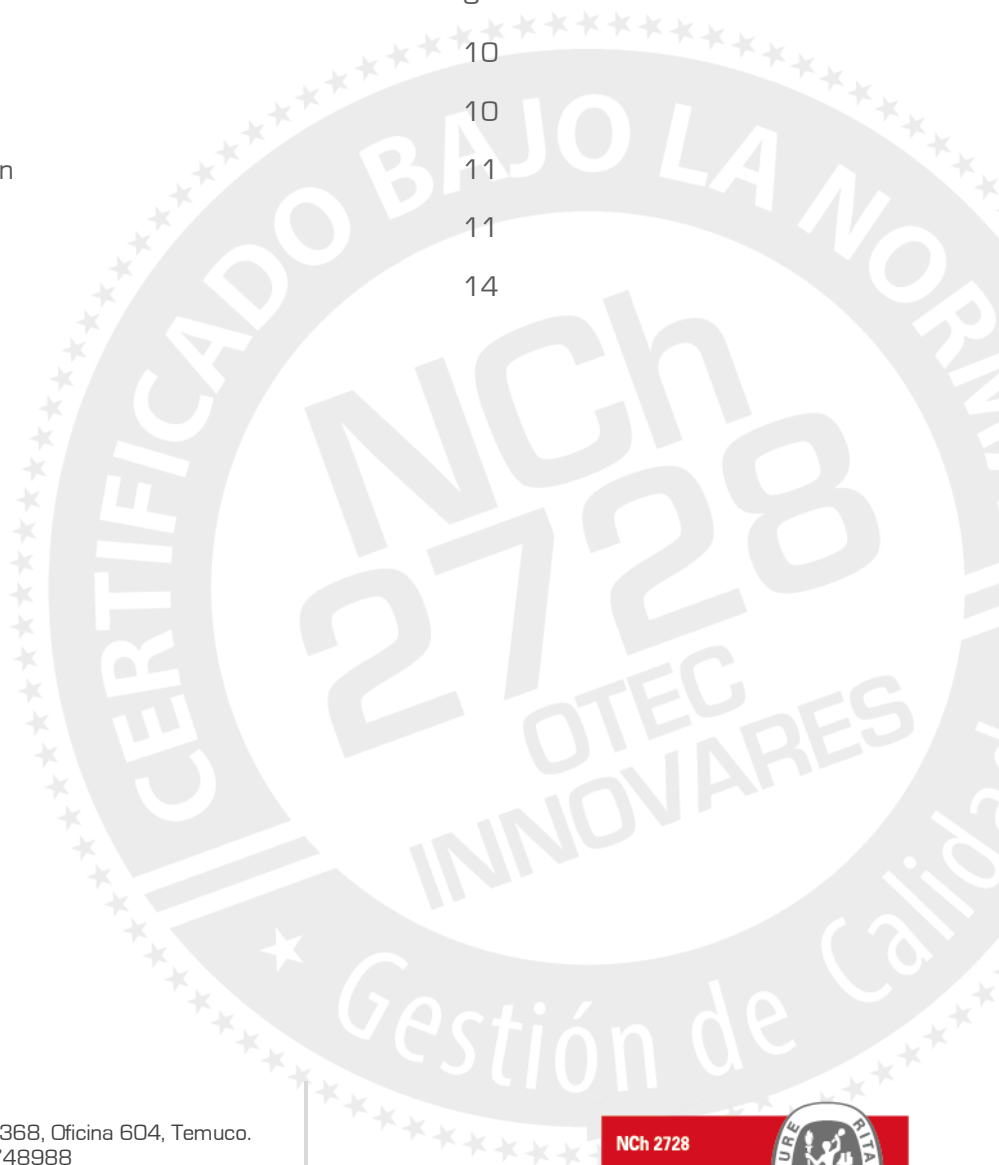 10
10
n 11
11
14
CERTIFICADO BAJO LA NORMA
NCh
2728
OTEC
INNOVARES
Gestión de Calidad
368, Oficina 604, Temuco.
748988
NCh 2728